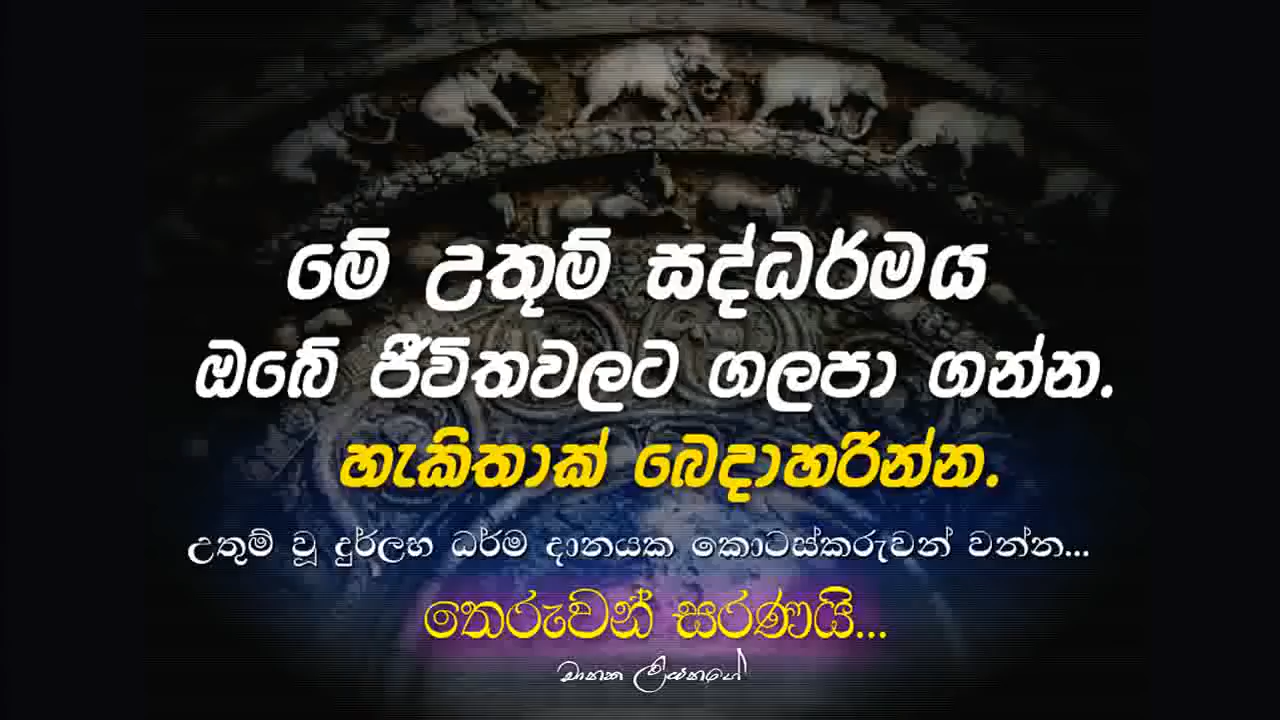 මේ උතුම් සද්ධර්මය
ඔබේ ජීවිතවලට ගලපා ගන්න.
හැකිතාක් බෙදාහරින්න.
උතුම් වූ දුර්ලභ ධර්ම දානයක කොටස්කරුවන් වන්න...
තෙරුවන් සරණයි...